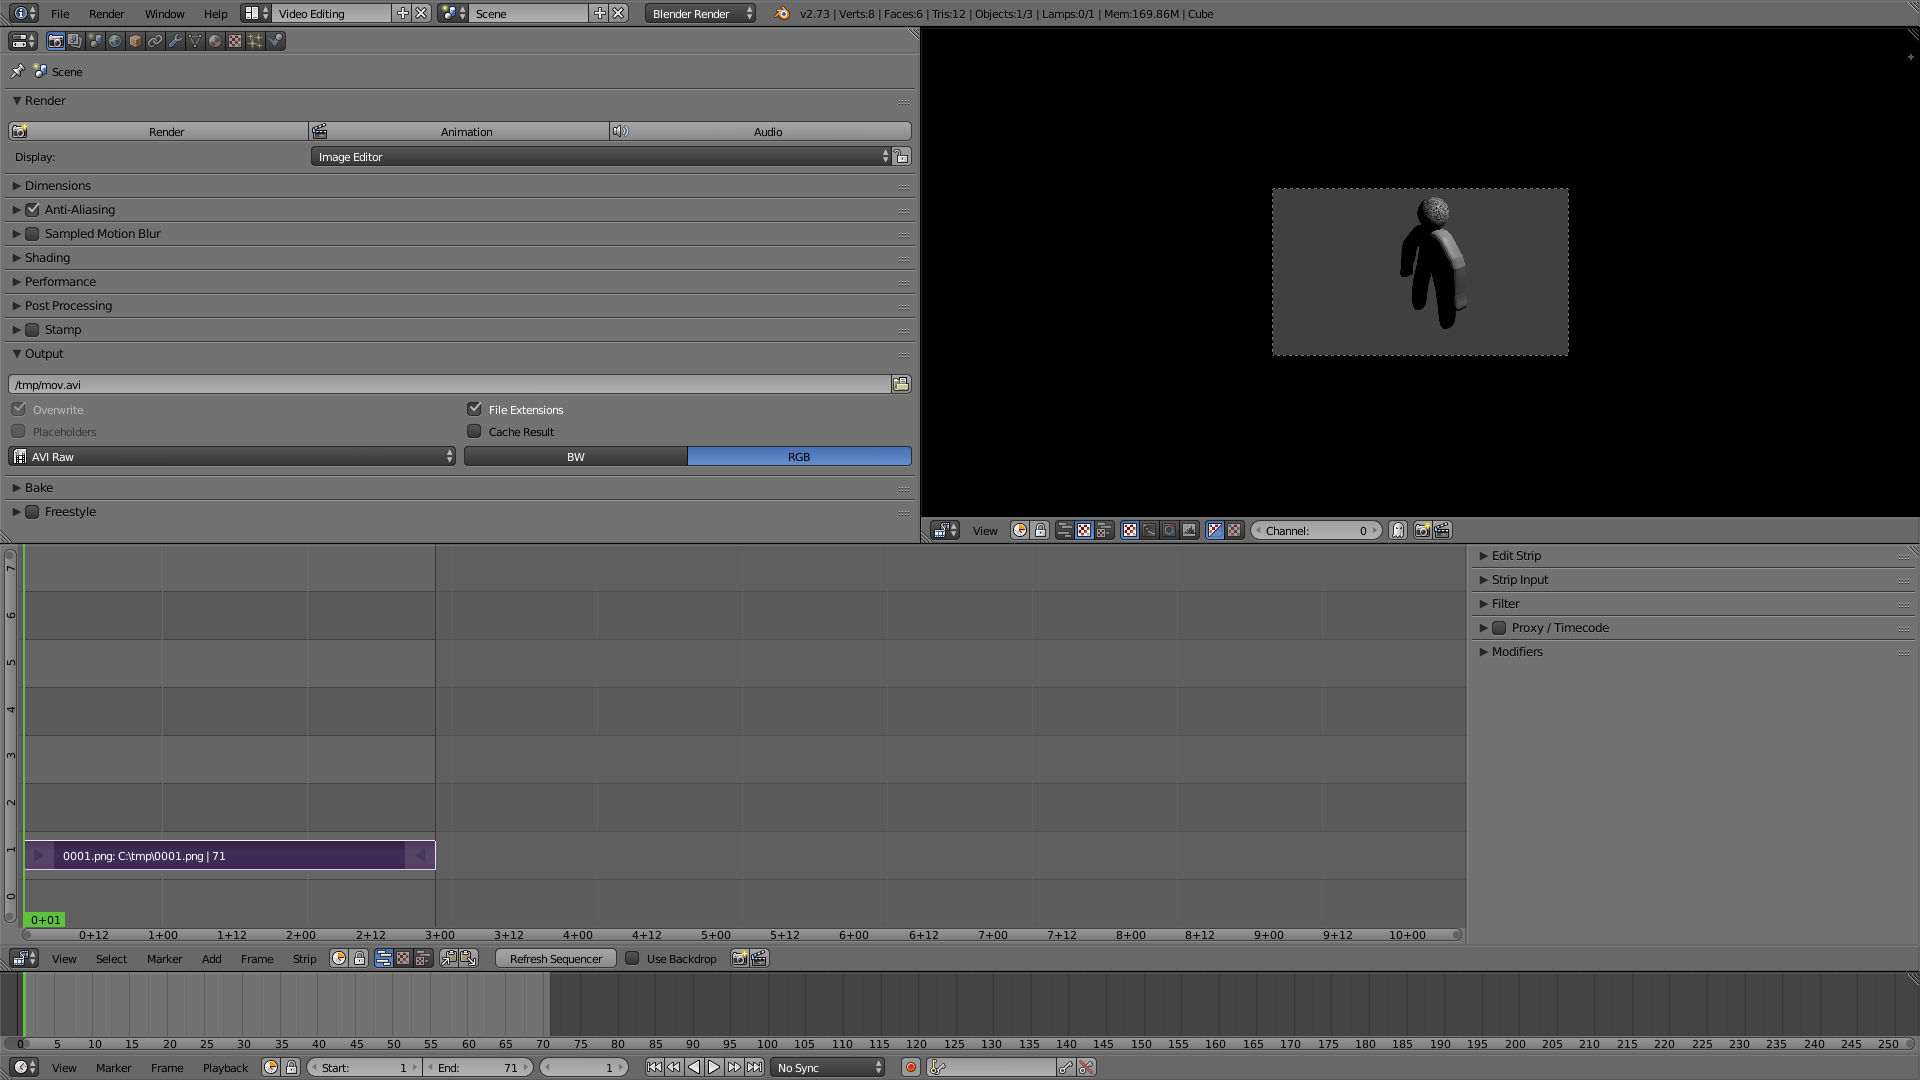 File Render Window Help Video Editing Scene Blender Render v2.73 | Verts:8 | Faces:6 | Tris:12 | Objects:1/3 | Lamps:0/1 | Mem:169.86M | Cube
Scene
Render
Render Animation Audio
Display: Image Editor
Dimensions
Anti-Aliasing
Sampled Motion Blur
Shading
Performance
Post Processing
Stamp
Output
/tmp/mov.avi
Overwrite File Extensions
Placeholders Cache Result
AVI Raw BW RGB
Bake
Freestyle
View Channel: 0
7
6
5
4
3
2
1
0
Edit Strip
Strip Input
Filter
Proxy / Timecode
Modifiers
0001.png: C:\tmp\0001.png | 71
0+01
0+12 1+00 1+12 2+00 2+12 3+00 3+12 4+00 4+12 5+00 5+12 6+00 6+12 7+00 7+12 8+00 8+12 9+00 9+12 10+00
View Select Marker Add Frame Strip Refresh Sequencer Use Backdrop
0 5 10 15 20 25 30 35 40 45 50 55 60 65 70 75 80 85 90 95 100 105 110 115 120 125 130 135 140 145 150 155 160 165 170 175 180 185 190 195 200 205 210 215 220 225 230 235 240 245 250
View Marker Frame Playback Start: 1 End: 71 1 No Sync